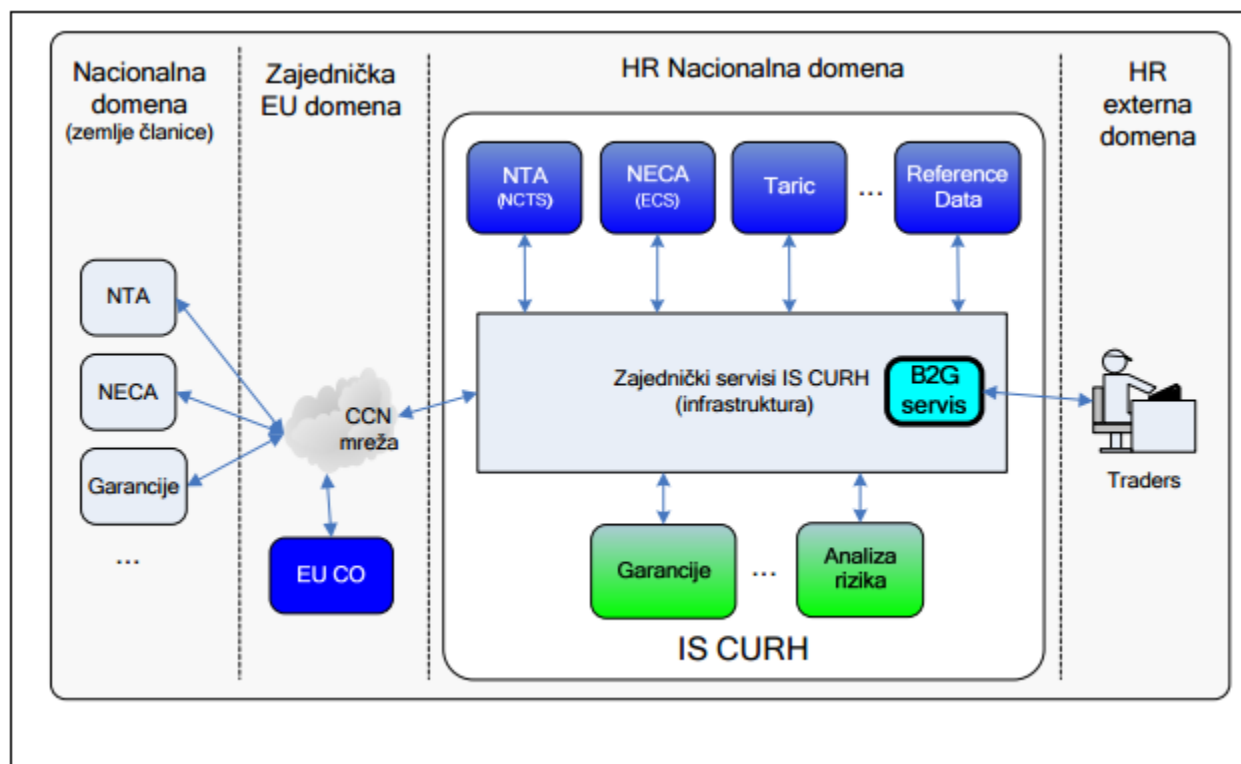 Nacionalna
domena
(zemlje članice)
Zajednička
EU domena
HR Nacionalna domena
HR
externa
domena
NTA
(NCTS)
NECA
(ECS)
Taric
...
Reference
Data
NTA
NECA
Garancije
...
CCN
mreža
EU CO
Zajednički servisi IS CURH
(infrastruktura)
B2G
servis
Traders
Garancije
...
Analiza
rizika
IS CURH